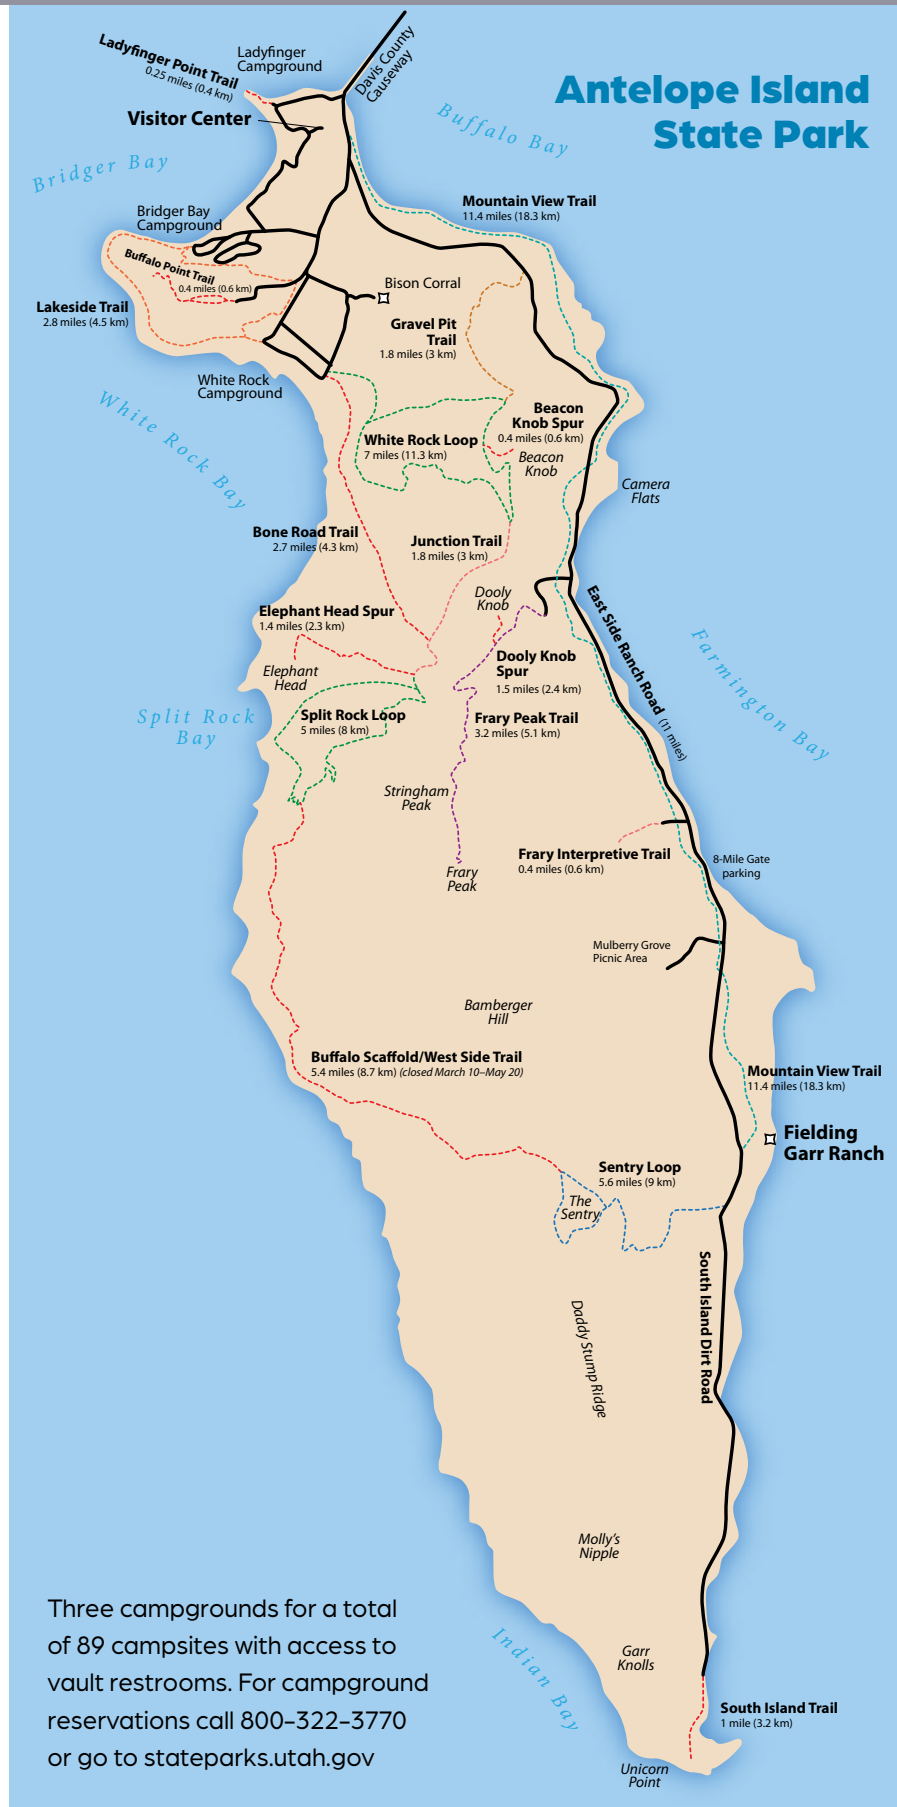 Antelope Island
State Park
Ladyfinger Point Trail
0.25 miles (0.4 km)
Ladyfinger
Campground
Davis County
Causeway
Visitor Center
Buffalo Bay
Bridger Bay
Mountain View Trail
11.4 miles (18.3 km)
Bridger Bay
Campground
Buffalo Point Trail
0.4 miles (0.6 km)
Bison Corral
Lakeside Trail
2.8 miles (4.5 km)
Gravel Pit
Trail
1.8 miles (3 km)
White Rock
Campground
White Rock Bay
Beacon
Knob Spur
0.4 miles (0.6 km)
White Rock Loop
7 miles (11.3 km)
Beacon
Knob
Camera
Flats
Bone Road Trail
2.7 miles (4.3 km)
Junction Trail
1.8 miles (3 km)
Dooly
Knob
East Side Ranch Road (11 miles)
Elephant Head Spur
1.4 miles (2.3 km)
Farmington Bay
Elephant
Head
Dooly Knob
Spur
1.5 miles (2.4 km)
Split Rock
Bay
Split Rock Loop
5 miles (8 km)
Frary Peak Trail
3.2 miles (5.1 km)
Stringham
Peak
Frary Interpretive Trail
0.4 miles (0.6 km)
8-Mile Gate
parking
Frary
Peak
Mulberry Grove
Picnic Area
Bamberger
Hill
Buffalo Scaffold/West Side Trail
5.4 miles (8.7 km) (closed March 10–May 20)
Mountain View Trail
11.4 miles (18.3 km)
Fielding
Garr Ranch
Sentry Loop
5.6 miles (9 km)
The
Sentry
South Island Dirt Road
Daddy Stump Ridge
Molly's
Nipple
Three campgrounds for a total
of 89 campsites with access to
vault restrooms. For campground
reservations call 800-322-3770
or go to stateparks.utah.gov
Indian Bay
Garr
Knolls
South Island Trail
1 mile (3.2 km)
Unicorn
Point